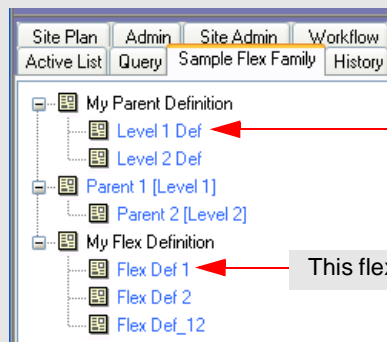 Site Plan Admin Site Admin Workflow
Active List Query Sample Flex Family History
My Parent Definition
Level 1 Def
Level 2 Def
Parent 1 [Level 1]
Parent 2 [Level 2]
My Flex Definition
Flex Def 1 This flex
Flex Def 2
Flex Def_12